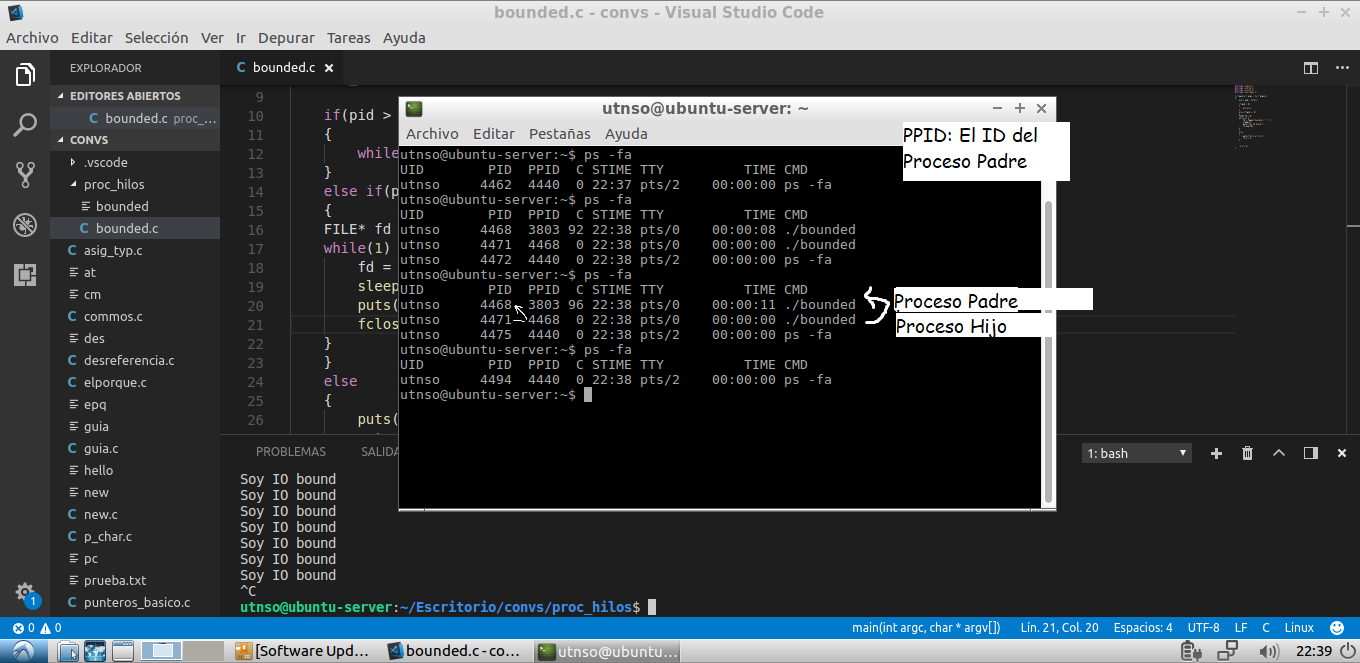 bounded.c - convs - Visual Studio Code
Archivo Editar Selección Ver Ir Depurar Tareas Ayuda
EXPLORADOR
EDITORES ABIERTOS
C bounded.c proc_...
CONVS
.vscode
proc_hilos
bounded
C bounded.c
C asig_typ.c
at
cm
C commos.c
des
C desreferencia.c
C elporque.c
epq
guia
C guia.c
hello
new
C new.c
C p_char.c
pc
prueba.txt
C punteros_basico.c
1
C bounded.c ×
9
10 if(pid >
11 {
12 while
13 }
14 else if(p
15 {
16 FILE* fd
17 while(1)
18 fd =
19 sleep
20 puts(
21 fclos
22 }
23 }
24 else
25 {
26 puts(
utnso@ubuntu-server: ~
Archivo Editar Pestañas Ayuda
utnso@ubuntu-server:~$ ps -fa
UID PID PPID C STIME TTY TIME CMD
utnso 4462 4440 0 22:37 pts/2 00:00:00 ps -fa
utnso@ubuntu-server:~$ ps -fa
UID PID PPID C STIME TTY TIME CMD
utnso 4468 3803 92 22:38 pts/0 00:00:08 ./bounded
utnso 4471 4468 0 22:38 pts/0 00:00:00 ./bounded
utnso 4472 4440 0 22:38 pts/2 00:00:00 ps -fa
utnso@ubuntu-server:~$ ps -fa
UID PID PPID C STIME TTY TIME CMD
utnso 4468 3803 96 22:38 pts/0 00:00:11 ./bounded
utnso 4471 4468 0 22:38 pts/0 00:00:00 ./bounded
utnso 4475 4440 0 22:38 pts/2 00:00:00 ps -fa
utnso@ubuntu-server:~$ ps -fa
UID PID PPID C STIME TTY TIME CMD
utnso 4494 4440 0 22:38 pts/2 00:00:00 ps -fa
utnso@ubuntu-server:~$
PPID: El ID del
Proceso Padre
Proceso Padre
Proceso Hijo
PROBLEMAS SALIDA 1: bash
Soy IO bound
Soy IO bound
Soy IO bound
Soy IO bound
Soy IO bound
Soy IO bound
Soy IO bound
^C
utnso@ubuntu-server:~/Escritorio/convs/proc_hilos$
0 0 main(int argc, char * argv[]) Lín. 21, Col. 20 Espacios: 4 UTF-8 LF C Linux
[Software Upd... bounded.c - co... utnso@ubuntu... 22:39